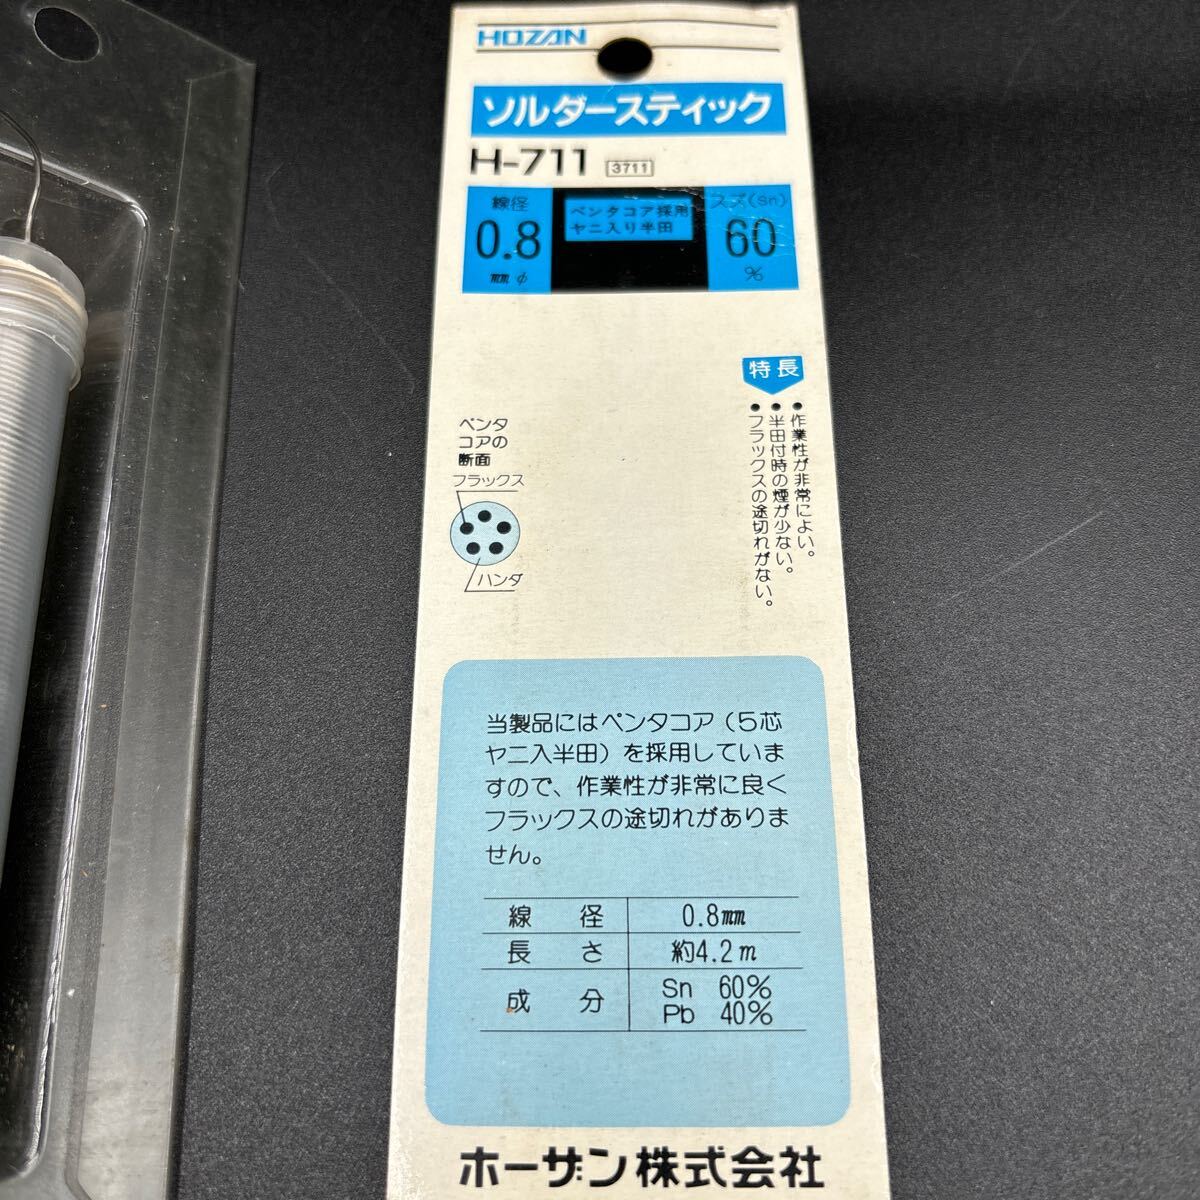 HOZAN
ソルダースティック
H-711 3711
線径
0.8
mm φ
ペンタコア採用
ヤニ入り半田
スズ(Sn)
60
%
特長
●作業性が非常によい。
●半田付時の煙が少ない。
●フラックスの途切れがない。
ペンタ
コアの
断面
フラックス
ハンダ
当製品にはペンタコア(5芯
ヤニ入半田)を採用していま
すので、作業性が非常に良く
フラックスの途切れがありま
せん。
線径 0.8mm
長さ 約4.2m
成分 Sn 60%
Pb 40%
ホーザン株式会社